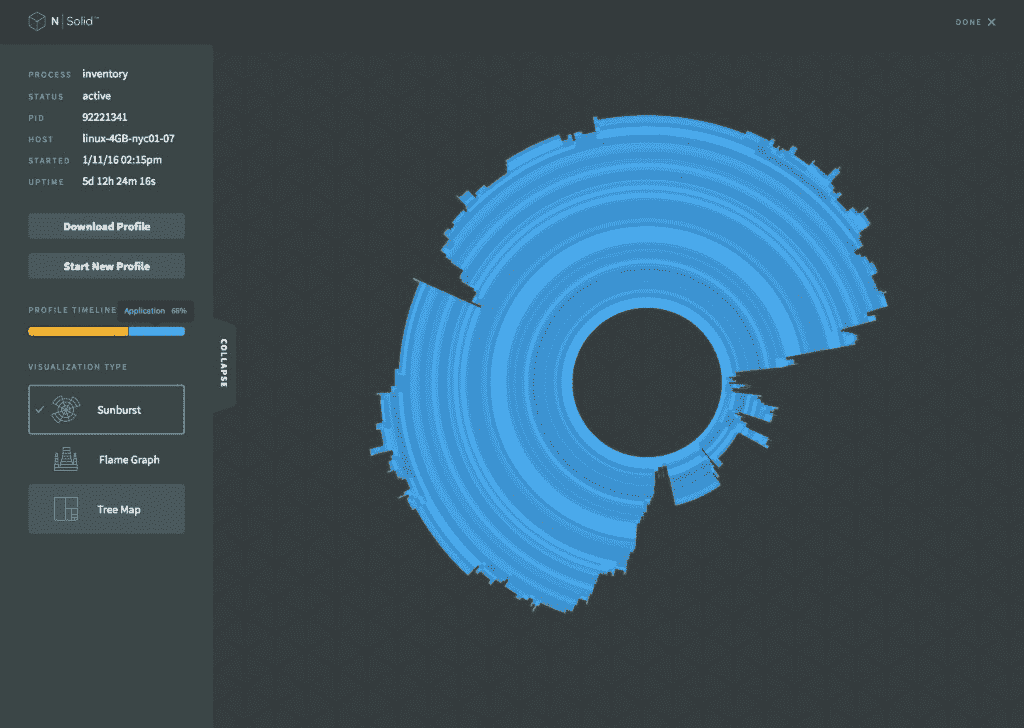 N Solid™
DONE ✕
PROCESS inventory
STATUS active
PID 92221341
HOST linux-4GB-nyc01-07
STARTED 1/11/16 02:15pm
UPTIME 5d 12h 24m 16s
Download Profile
Start New Profile
PROFILE TIMELINE Application 66%
COLLAPSE
VISUALIZATION TYPE
Sunburst
Flame Graph
Tree Map